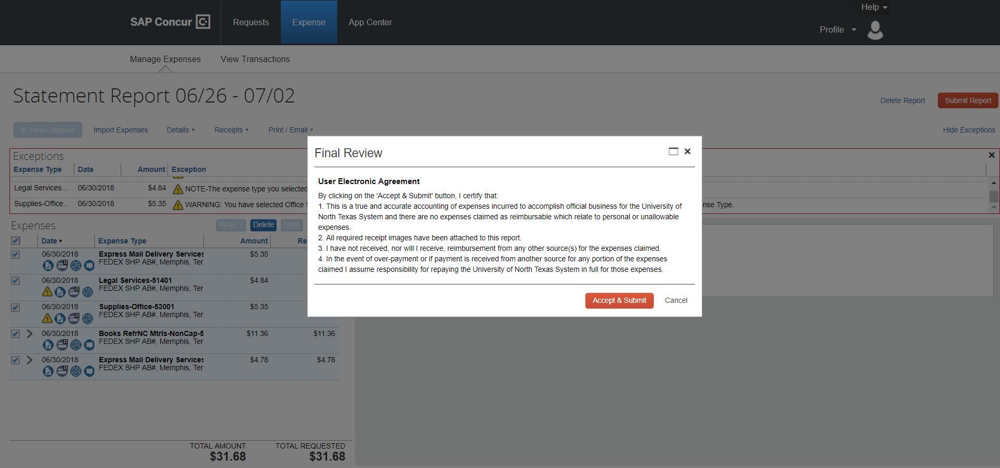 Help
SAP Concur C
Requests
Expense
App Center
Profile
Manage Expenses
View Transactions
Statement Report 06/26 - 07/02
Delete Report
Submit Report
+ New Expense
Import Expenses
Details
Receipts
Print / Email
Hide Exceptions
Exceptions
Expense Type Date Amount Exception
Legal Services... 06/30/2018 $4.84 NOTE-The expense type you selected
Supplies-Office... 06/30/2018 $5.35 WARNING: You have selected Office
nse Type.
Expenses
Move
Delete
Copy
Date Expense Type Amount Re
06/30/2018 Express Mail Delivery Services $5.35
FEDEX SHP AB#, Memphis, Ter
06/30/2018 Legal Services-51401 $4.84
FEDEX SHP AB#, Memphis, Ter
06/30/2018 Supplies-Office-53001 $5.35
FEDEX SHP AB#, Memphis, Ter
06/30/2018 Books RefrNC Mtrls-NonCap-5 $11.36 $11.36
FEDEX SHP AB#, Memphis, Ter
06/30/2018 Express Mail Delivery Services $4.78 $4.78
FEDEX SHP AB#, Memphis, Ter
TOTAL AMOUNT TOTAL REQUESTED
$31.68 $31.68
Final Review
User Electronic Agreement
By clicking on the 'Accept & Submit' button, I certify that:
1. This is a true and accurate accounting of expenses incurred to accomplish official business for the University of
North Texas System and there are no expenses claimed as reimbursable which relate to personal or unallowable
expenses.
2. All required receipt images have been attached to this report.
3. I have not received, nor will I receive, reimbursement from any other source(s) for the expenses claimed.
4. In the event of over-payment or if payment is received from another source for any portion of the expenses
claimed I assume responsibility for repaying the University of North Texas System in full for those expenses.
Accept & Submit
Cancel